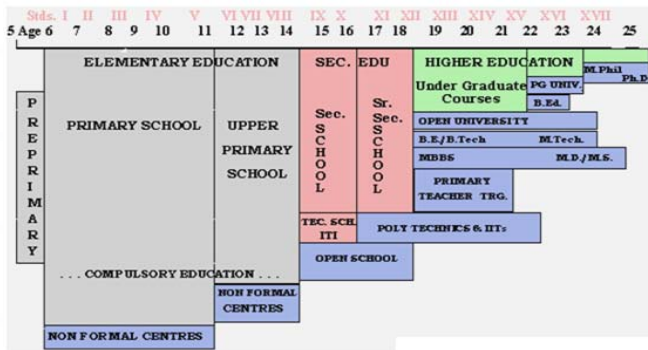 Stds. I II III IV V VI VII VIII IX X XI XII XIII XIV XV XVI XVII
5 Age 6 7 8 9 10 11 12 13 14 15 16 17 18 19 20 21 22 23 24 25
ELEMENTARY EDUCATION
SEC. EDU
HIGHER EDUCATION
M.Phil
Ph.D
Under Graduate
Courses
PG UNIV.
B.Ed.
PREPRIMARY
PRIMARY SCHOOL
UPPER
PRIMARY
SCHOOL
Sec.
SCHOOL
Sr.
Sec.
SCHOOL
OPEN UNIVERSITY
B.E./B.Tech M.Tech.
MBBS M.D./M.S.
PRIMARY
TEACHER TRG.
TEC. SCH.
ITI
POLY TECHNICS & IITs
OPEN SCHOOL
. . . COMPULSORY EDUCATION . . .
NON FORMAL
CENTRES
NON FORMAL CENTRES